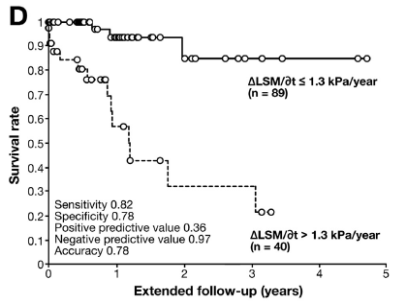 D
1
0.9
0.8
0.7
0.6
0.5
0.4
0.3
0.2
0.1
0
Survival rate
ΔLSM/∂t ≤ 1.3 kPa/year
(n = 89)
Sensitivity 0.82
Specificity 0.78
Positive predictive value 0.36
Negative predictive value 0.97
Accuracy 0.78
ΔLSM/∂t > 1.3 kPa/year
(n = 40)
0 1 2 3 4 5
Extended follow-up (years)